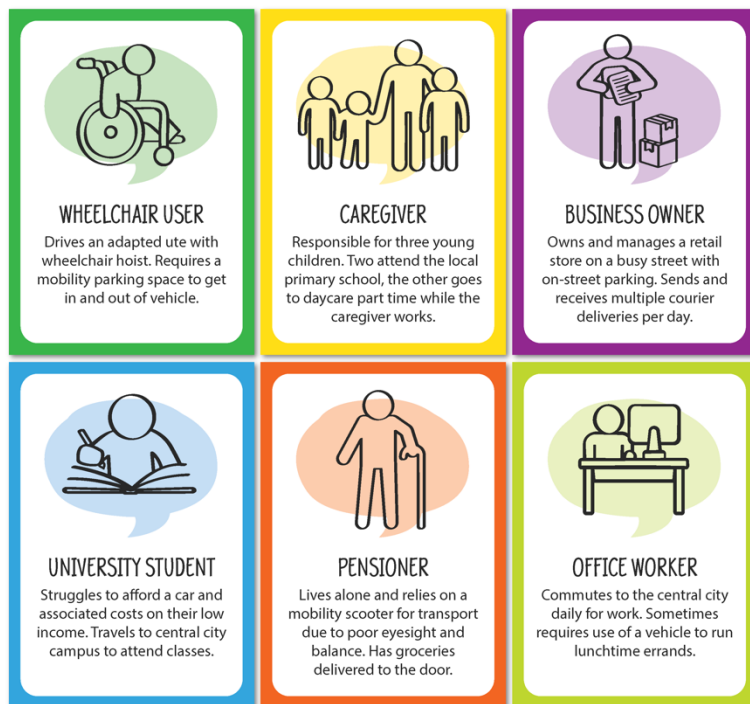 WHEELCHAIR USER
Drives an adapted ute with
wheelchair hoist. Requires a
mobility parking space to get
in and out of vehicle.
CAREGIVER
Responsible for three young
children. Two attend the local
primary school, the other goes
to daycare part time while the
caregiver works.
BUSINESS OWNER
Owns and manages a retail
store on a busy street with
on-street parking. Sends and
receives multiple courier
deliveries per day.
UNIVERSITY STUDENT
Struggles to afford a car and
associated costs on their low
income. Travels to central city
campus to attend classes.
PENSIONER
Lives alone and relies on a
mobility scooter for transport
due to poor eyesight and
balance. Has groceries
delivered to the door.
OFFICE WORKER
Commutes to the central city
daily for work. Sometimes
requires use of a vehicle to run
lunchtime errands.